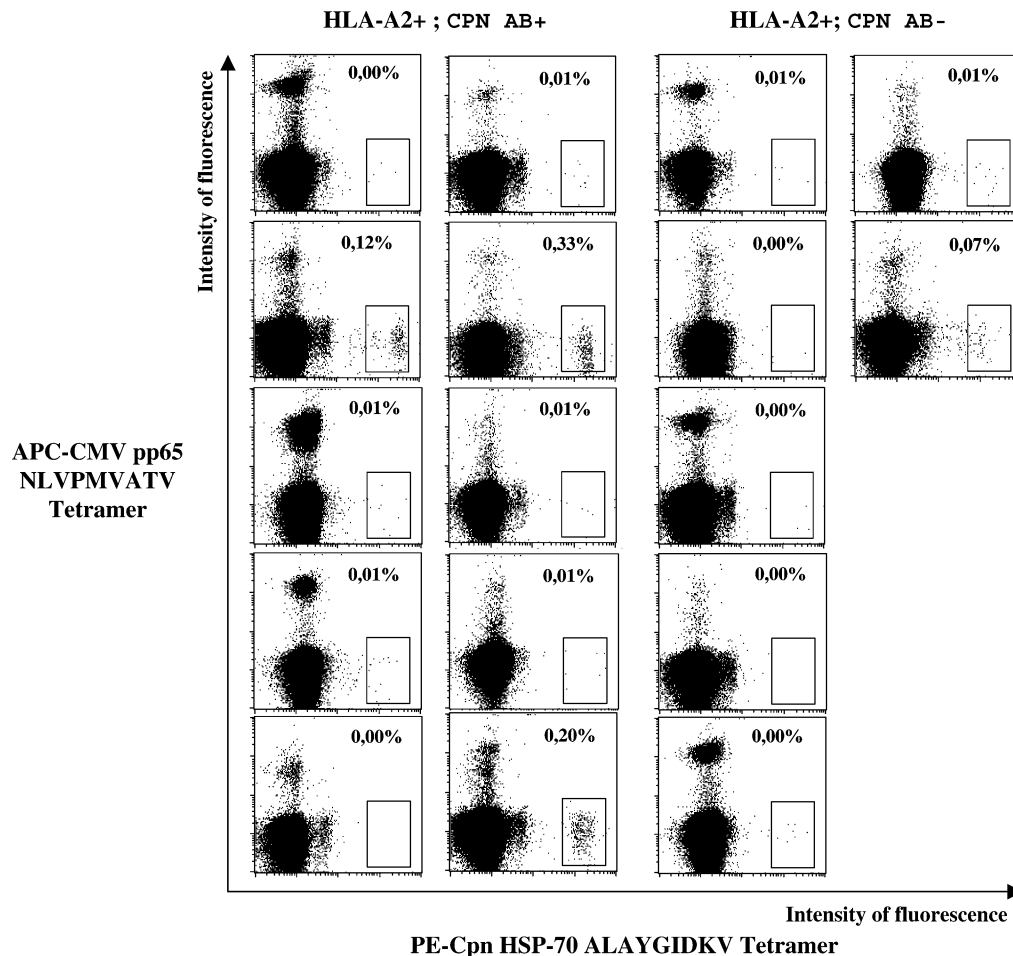 HLA-A2+ ; CPN AB+
HLA-A2+; CPN AB-
Intensity of fluorescence
0,00%
0,01%
0,01%
0,01%
0,12%
0,33%
0,00%
0,07%
APC-CMV pp65
NLVPMVATV
Tetramer
0,01%
0,01%
0,00%
0,01%
0,01%
0,00%
0,00%
0,20%
0,00%
Intensity of fluorescence
PE-Cpn HSP-70 ALAYGIDKV Tetramer